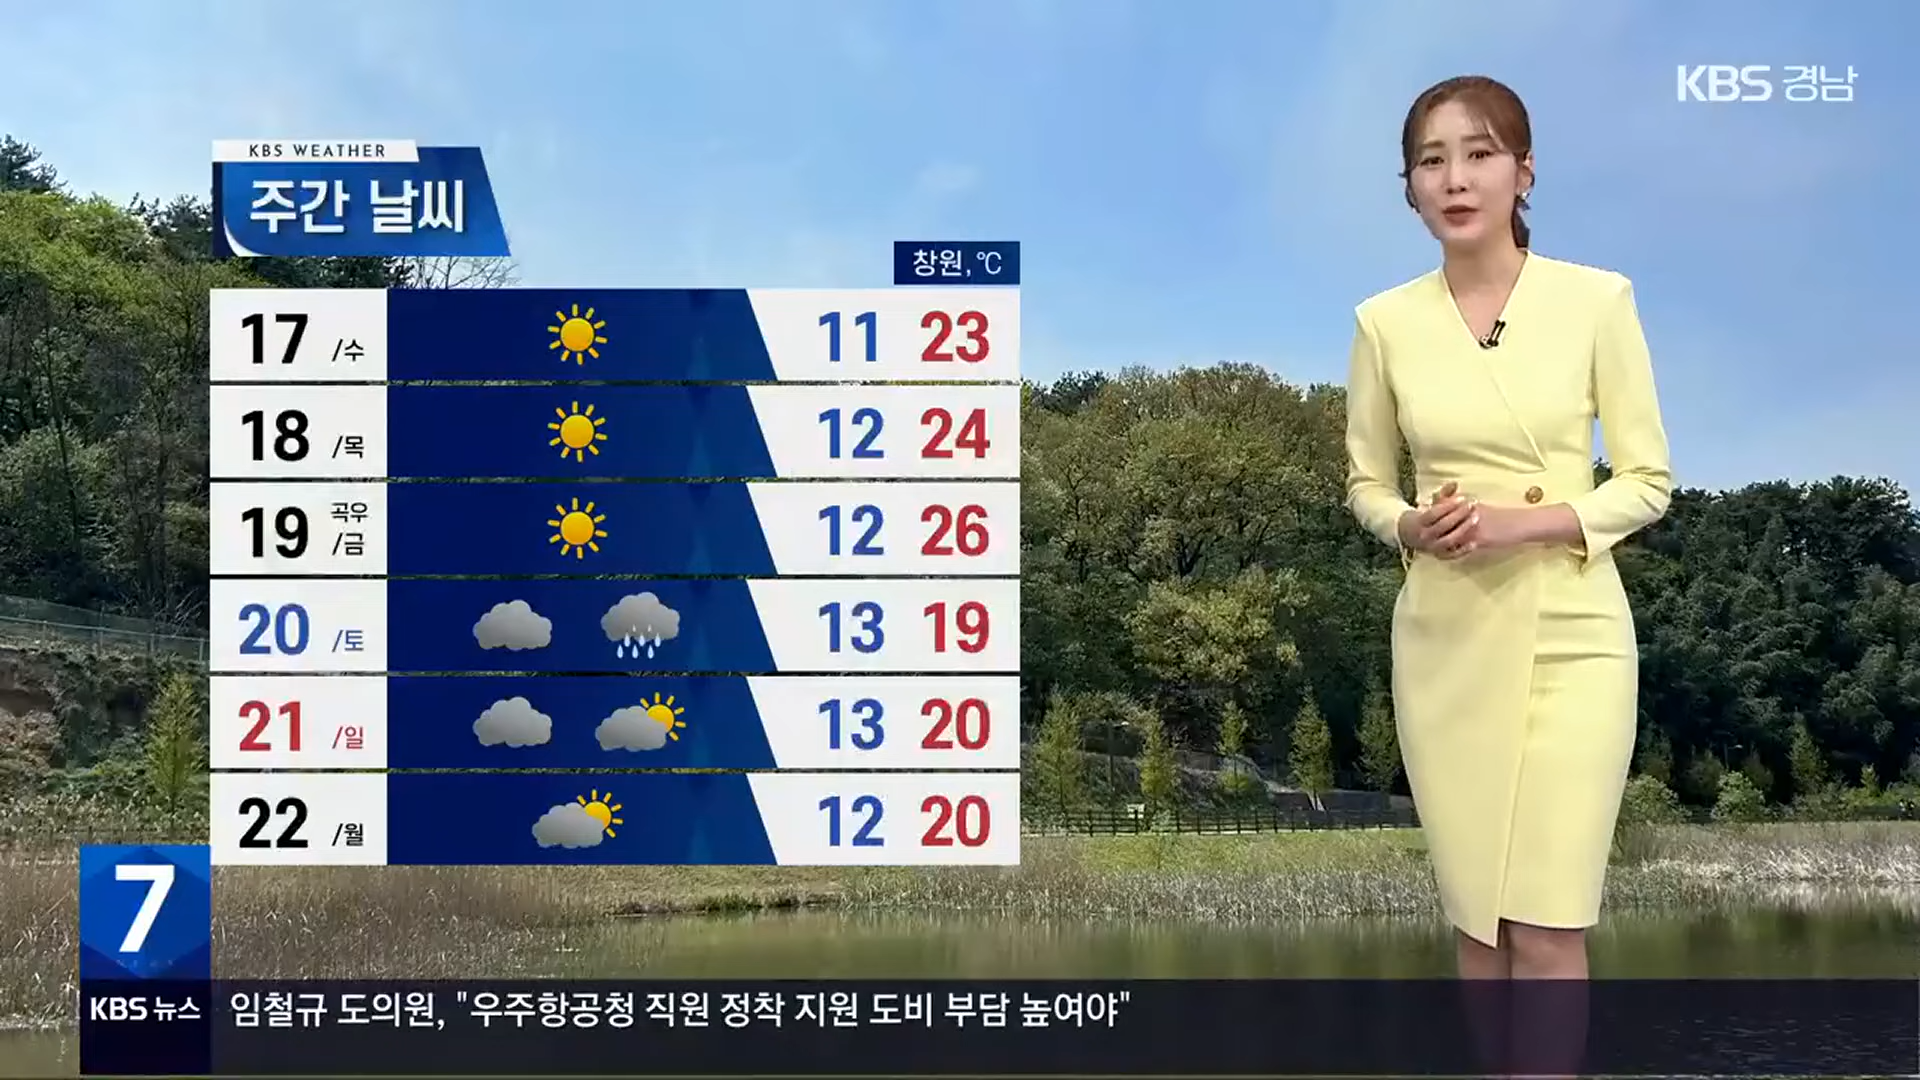 KBS 경남
KBS WEATHER
주간 날씨
창원, ℃
17 /수 11 23
18 /목 12 24
19 곡우 /금 12 26
20 /토 13 19
21 /일 13 20
22 /월 12 20
7
KBS 뉴스 임철규 도의원, "우주항공청 직원 정착 지원 도비 부담 높여야"